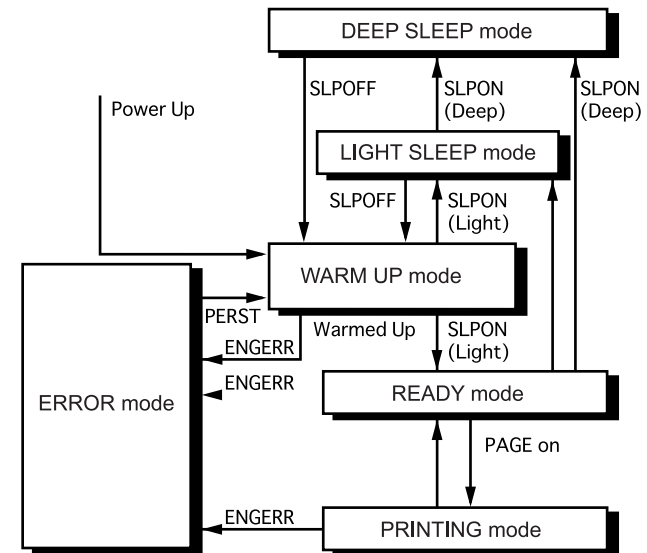 DEEP SLEEP mode
SLPOFF
SLPON
(Deep)
SLPON
(Deep)
Power Up
LIGHT SLEEP mode
SLPOFF
SLPON
(Light)
WARM UP mode
PERST
Warmed Up
SLPON
(Light)
ENGERR
ENGERR
ERROR mode
READY mode
PAGE on
ENGERR
PRINTING mode